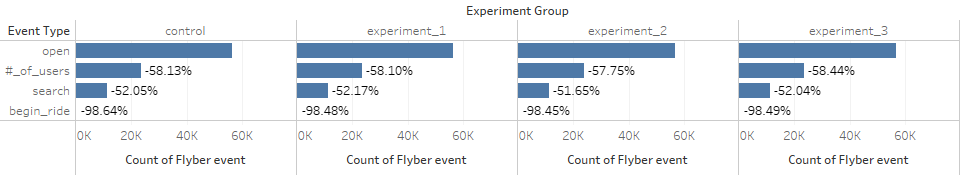 Experiment Group
Event Type control experiment_1 experiment_2 experiment_3
open
#_of_users -58.13% -58.10% -57.75% -58.44%
search -52.05% -52.17% -51.65% -52.04%
begin_ride -98.64% -98.48% -98.45% -98.49%
0K 20K 40K 60K 0K 20K 40K 60K 0K 20K 40K 60K 0K 20K 40K 60K
Count of Flyber event Count of Flyber event Count of Flyber event Count of Flyber event